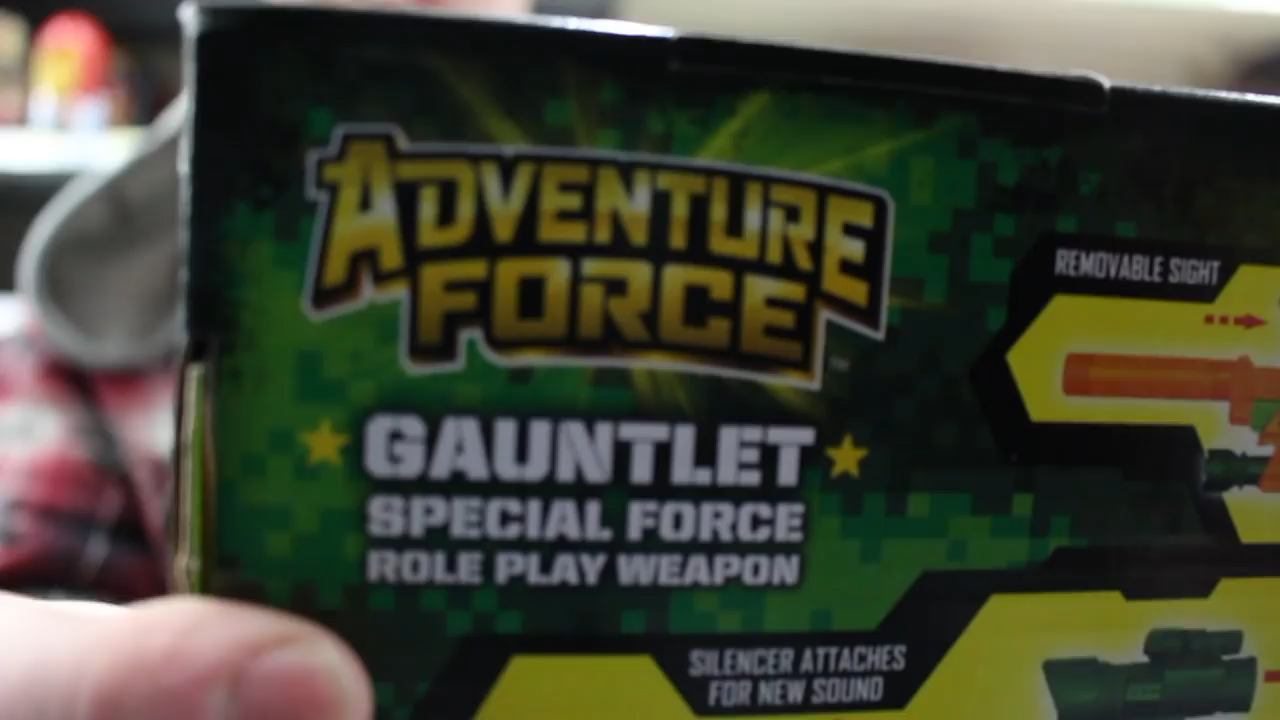 ADVENTURE
FORCE
GAUNTLET
SPECIAL FORCE
ROLE PLAY WEAPON
REMOVABLE SIGHT
SILENCER ATTACHES
FOR NEW SOUND